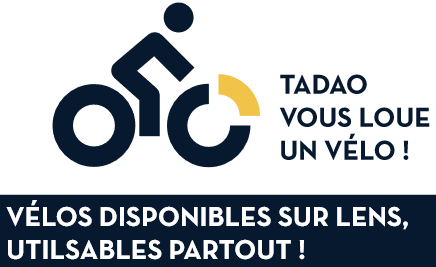 TADAO
VOUS LOUE
UN VÉLO !
VÉLOS DISPONIBLES SUR LENS,
UTILSABLES PARTOUT !